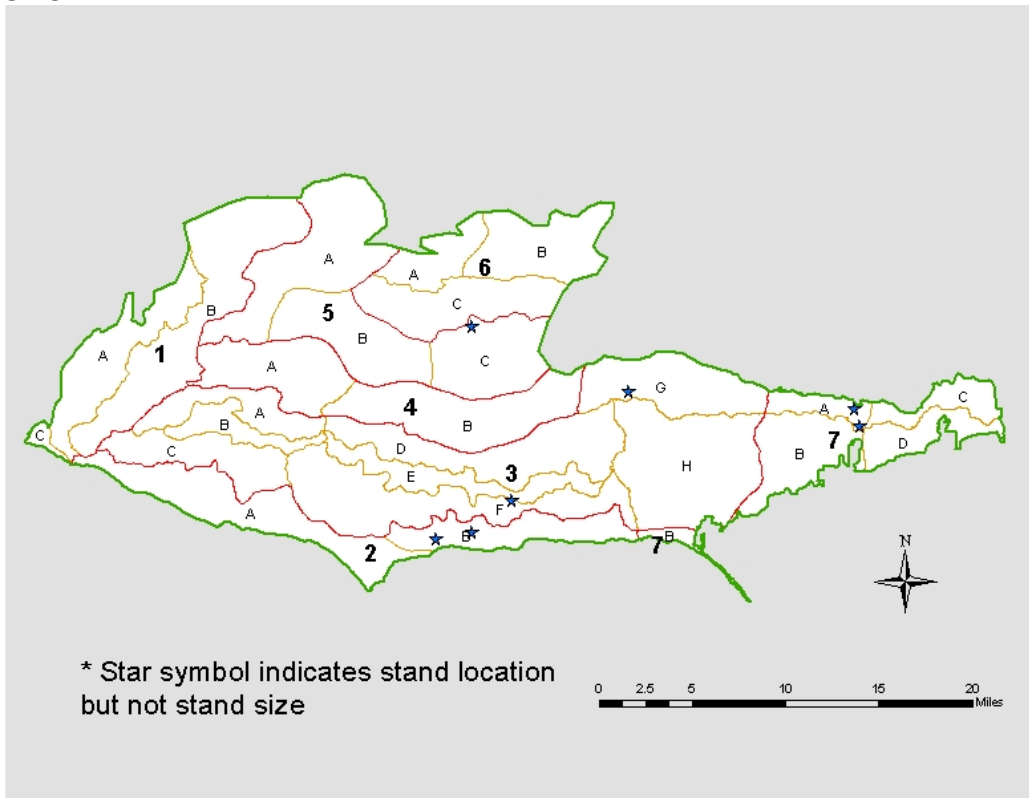 A
A
B
6
C
B
5
A
B
1
C
A
A
G
C
4
A
A
B
B
7
C
C
D
B
D
3
H
E
F
A
B
2
7 B
N
* Star symbol indicates stand location
but not stand size
0 2.5 5 10 15 20
Miles